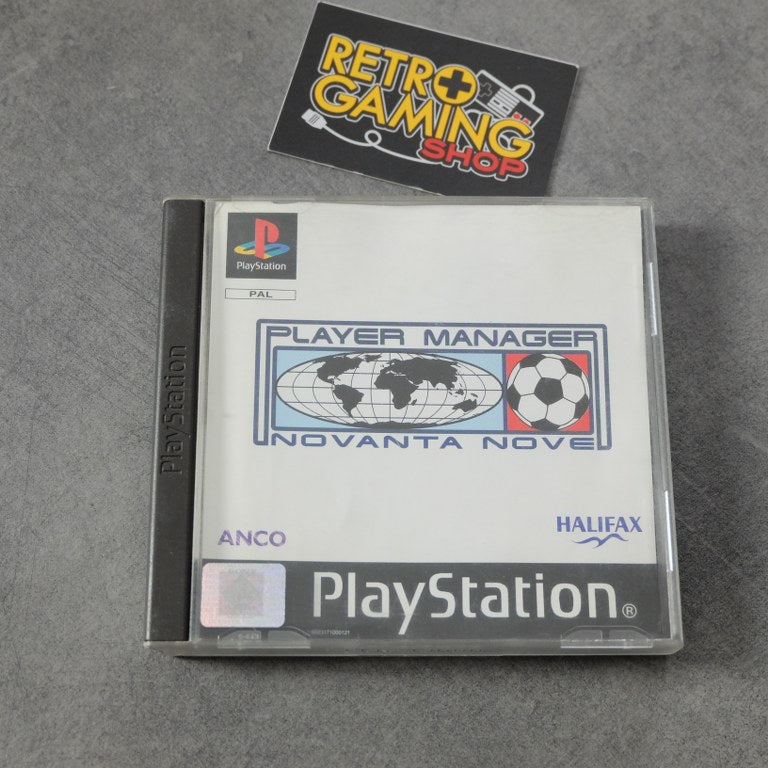 RETRO
GAMING
SHOP
PlayStation
PAL
PlayStation
PLAYER MANAGER
NOVANTA NOVE
ANCO
HALIFAX
PlayStation®